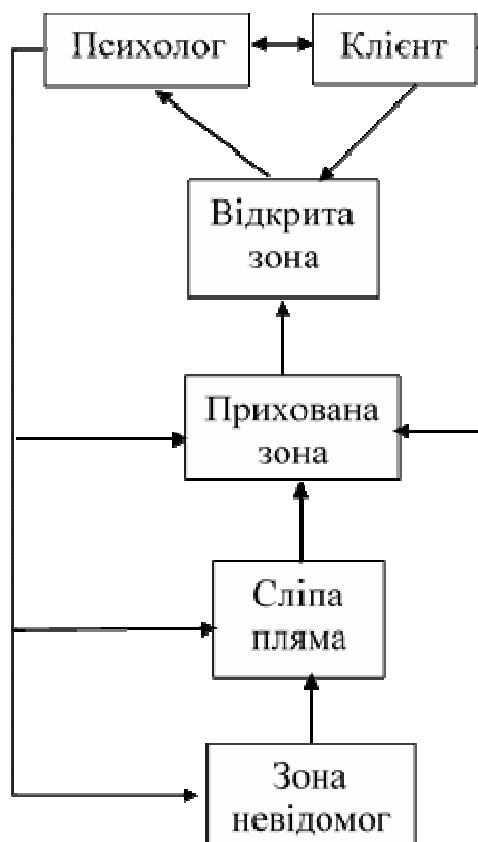 Психолог
Клієнт
Відкрита
зона
Прихована
зона
Сліпа
пляма
Зона
невідомог